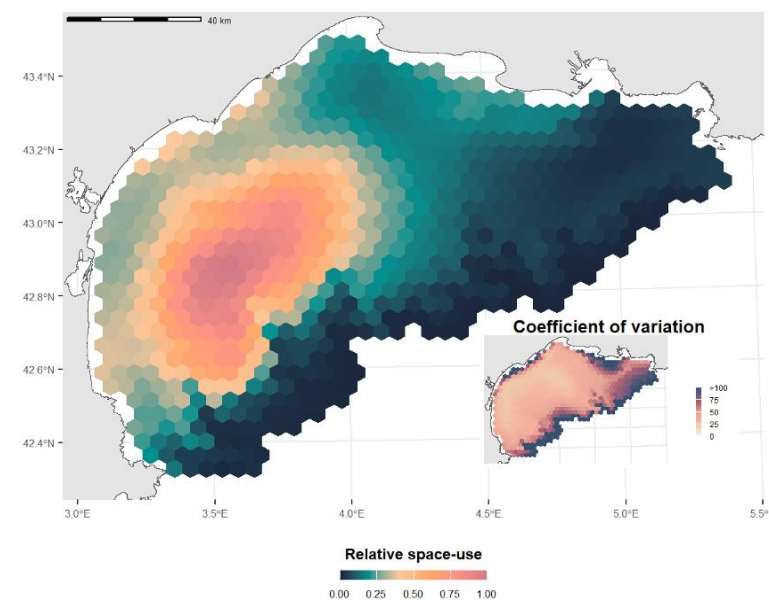 40 km
43.4°N
43.2°N
43.0°N
42.8°N
42.6°N
42.4°N
Coefficient of variation
>100
75
50
25
0
3.0°E 3.5°E 4.0°E 4.5°E 5.0°E 5.5°
Relative space-use
0.00 0.25 0.50 0.75 1.00